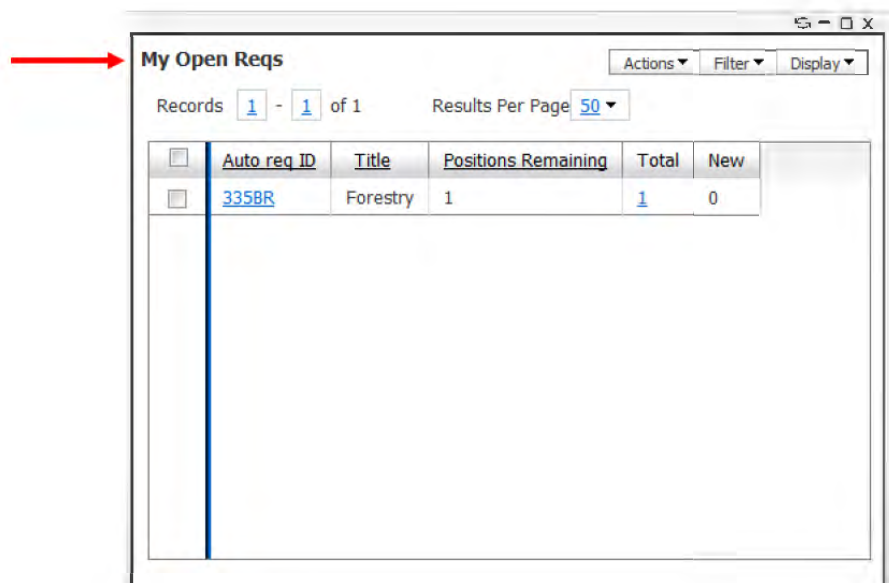 My Open Reqs Actions Filter Display
Records 1 - 1 of 1 Results Per Page 50
Auto req ID Title Positions Remaining Total New
335BR Forestry 1 1 0